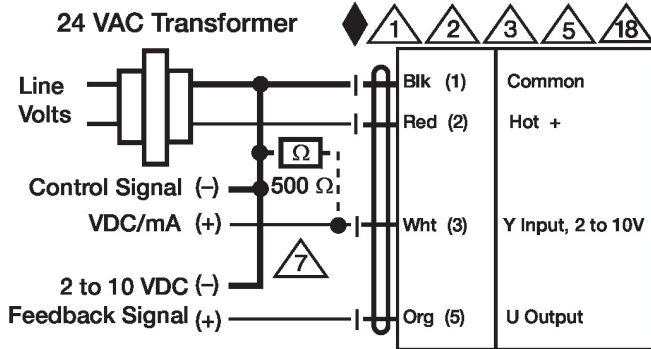 24 VAC Transformer
1 2 3 5 18
Line Volts
Blk (1) Common
Red (2) Hot +
Ω
500 Ω
Control Signal (–)
VDC/mA (+)
Wht (3) Y Input, 2 to 10V
7
2 to 10 VDC (–)
Feedback Signal (+)
Org (5) U Output